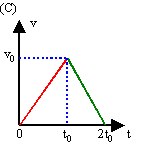 (C)
v
v₀
0 t₀ 2t₀ t